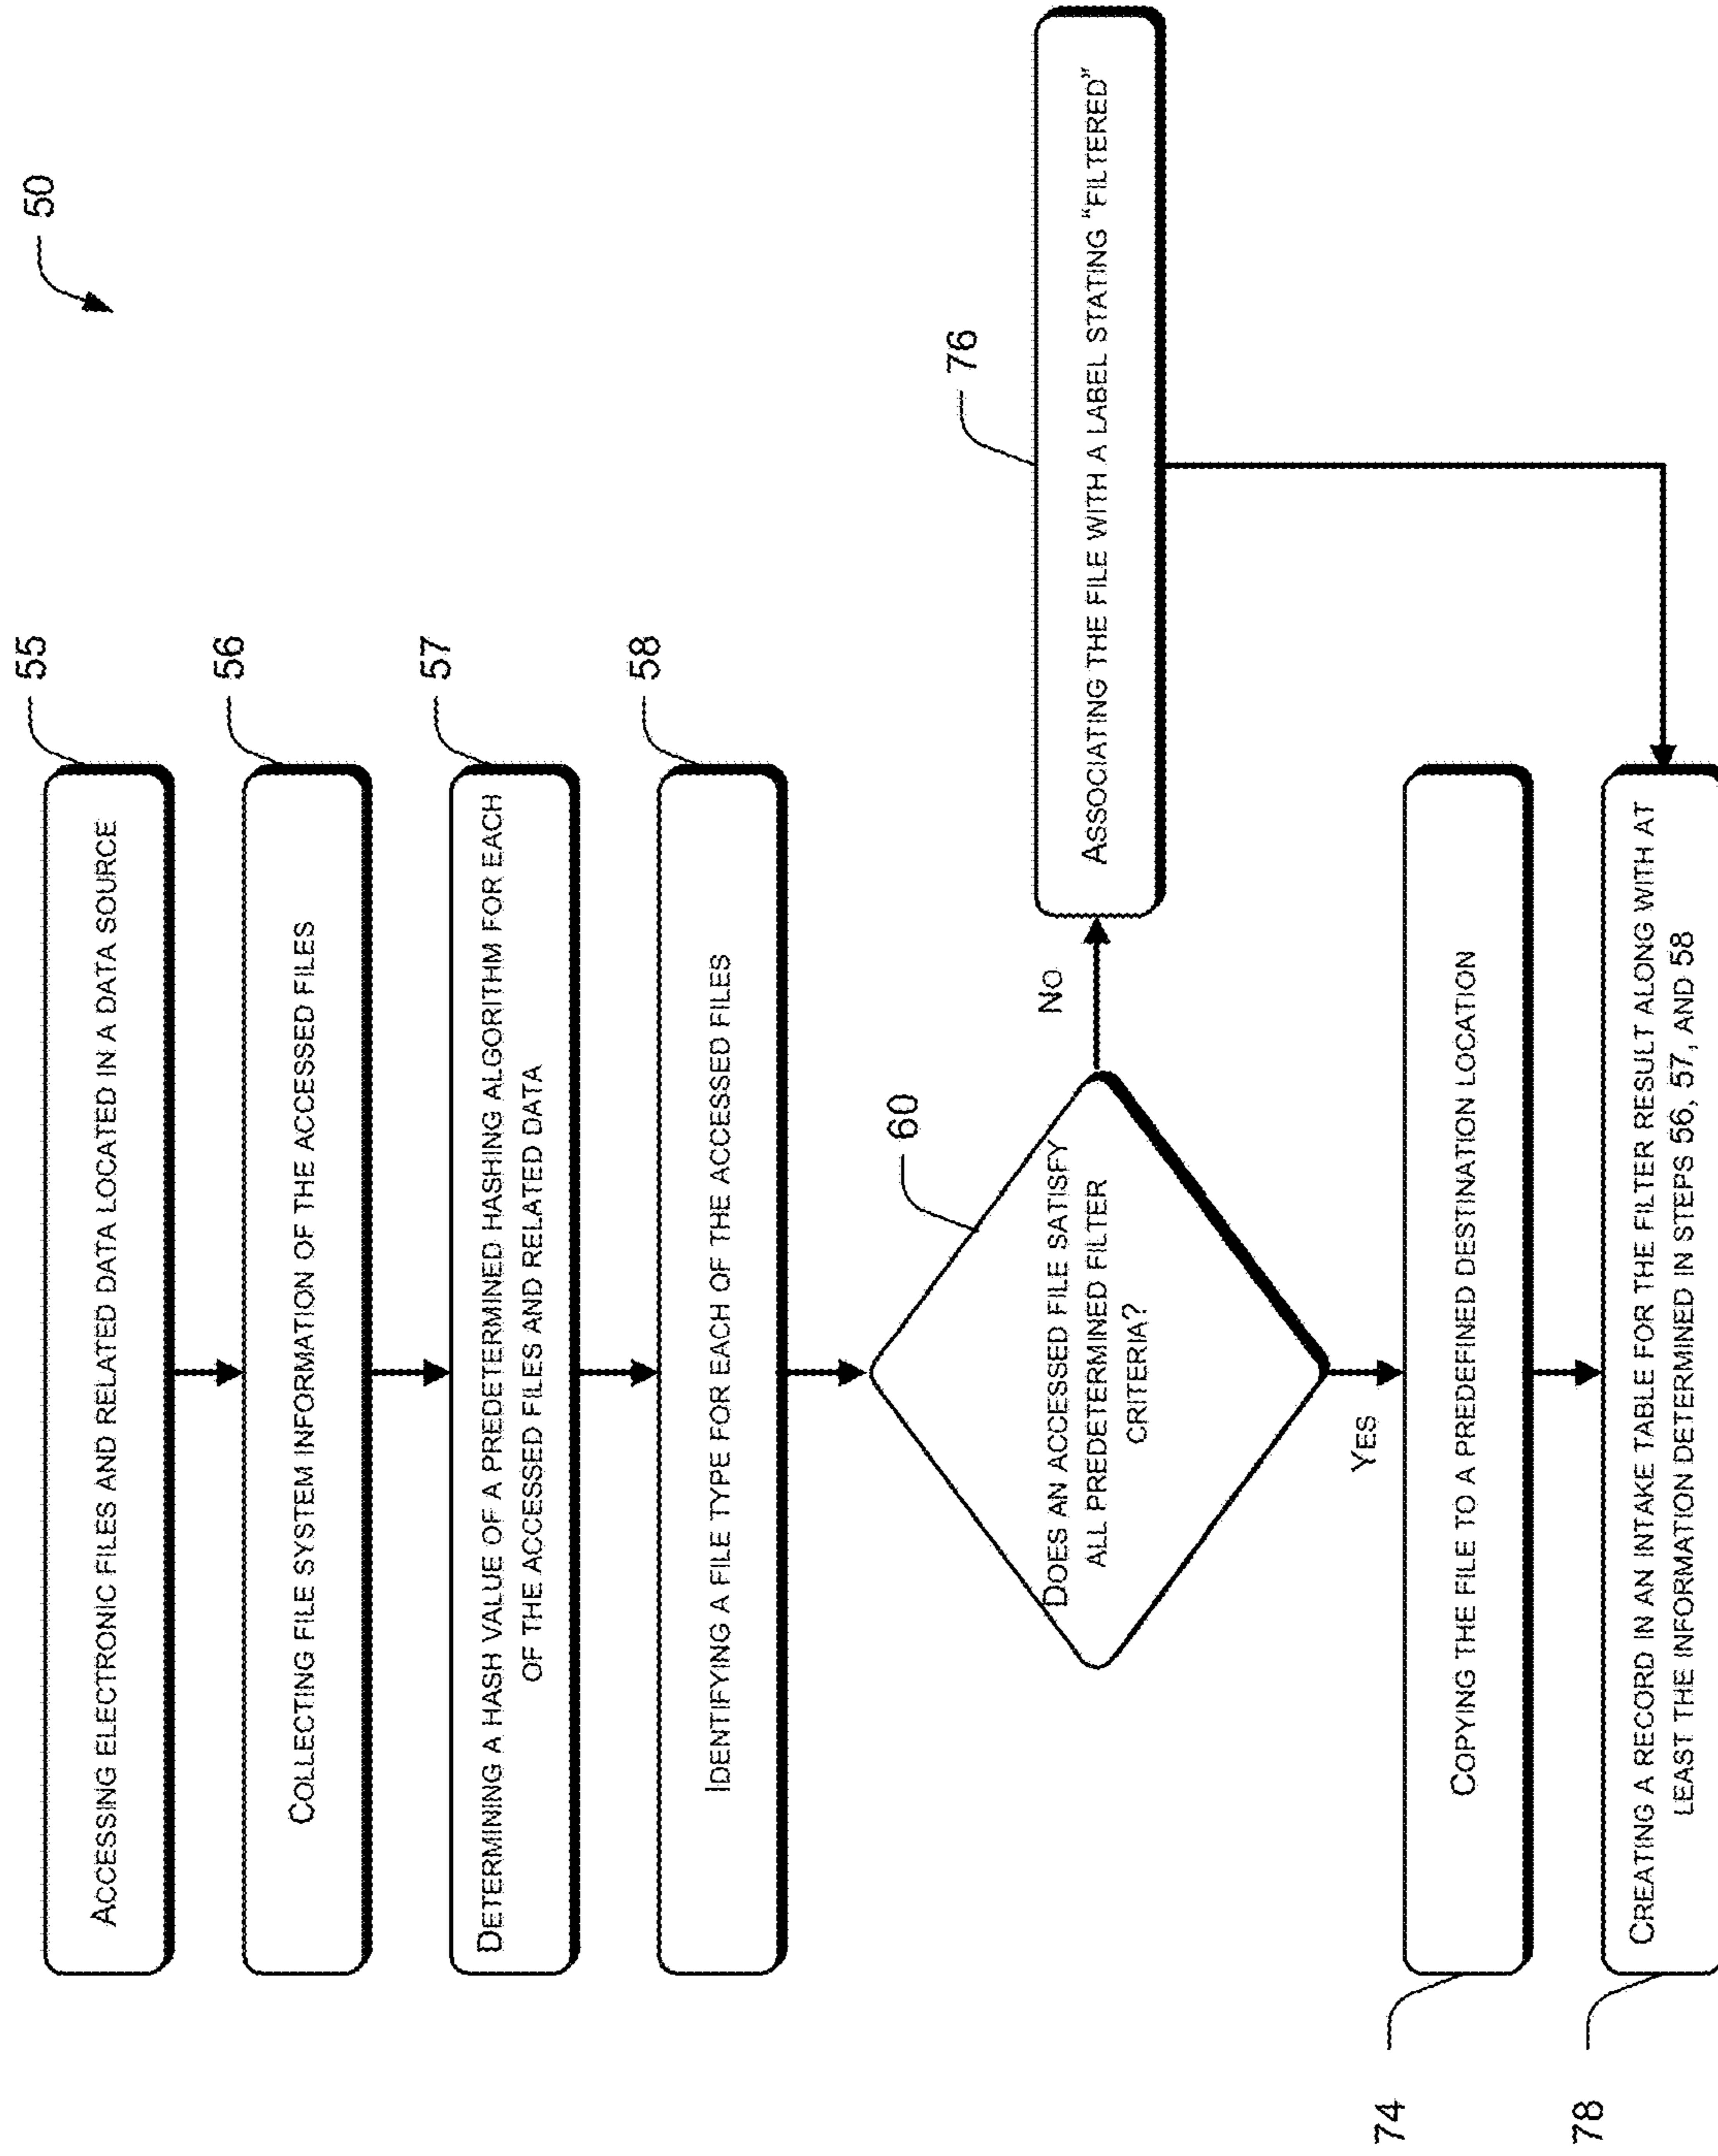 50
55
ACCESSING ELECTRONIC FILES AND RELATED DATA LOCATED IN A DATA SOURCE
56
COLLECTING FILE SYSTEM INFORMATION OF THE ACCESSED FILES
57
DETERMINING A HASH VALUE OF A PREDETERMINED HASHING ALGORITHM FOR EACH
OF THE ACCESSED FILES AND RELATED DATA
58
IDENTIFYING A FILE TYPE FOR EACH OF THE ACCESSED FILES
60
DOES AN ACCESSED FILE SATISFY
ALL PREDETERMINED FILTER
CRITERIA?
NO
76
ASSOCIATING THE FILE WITH A LABEL STATING "FILTERED"
YES
74
COPYING THE FILE TO A PREDEFINED DESTINATION LOCATION
78
CREATING A RECORD IN AN INTAKE TABLE FOR THE FILTER RESULT ALONG WITH AT
LEAST THE INFORMATION DETERMINED IN STEPS 56, 57, AND 58